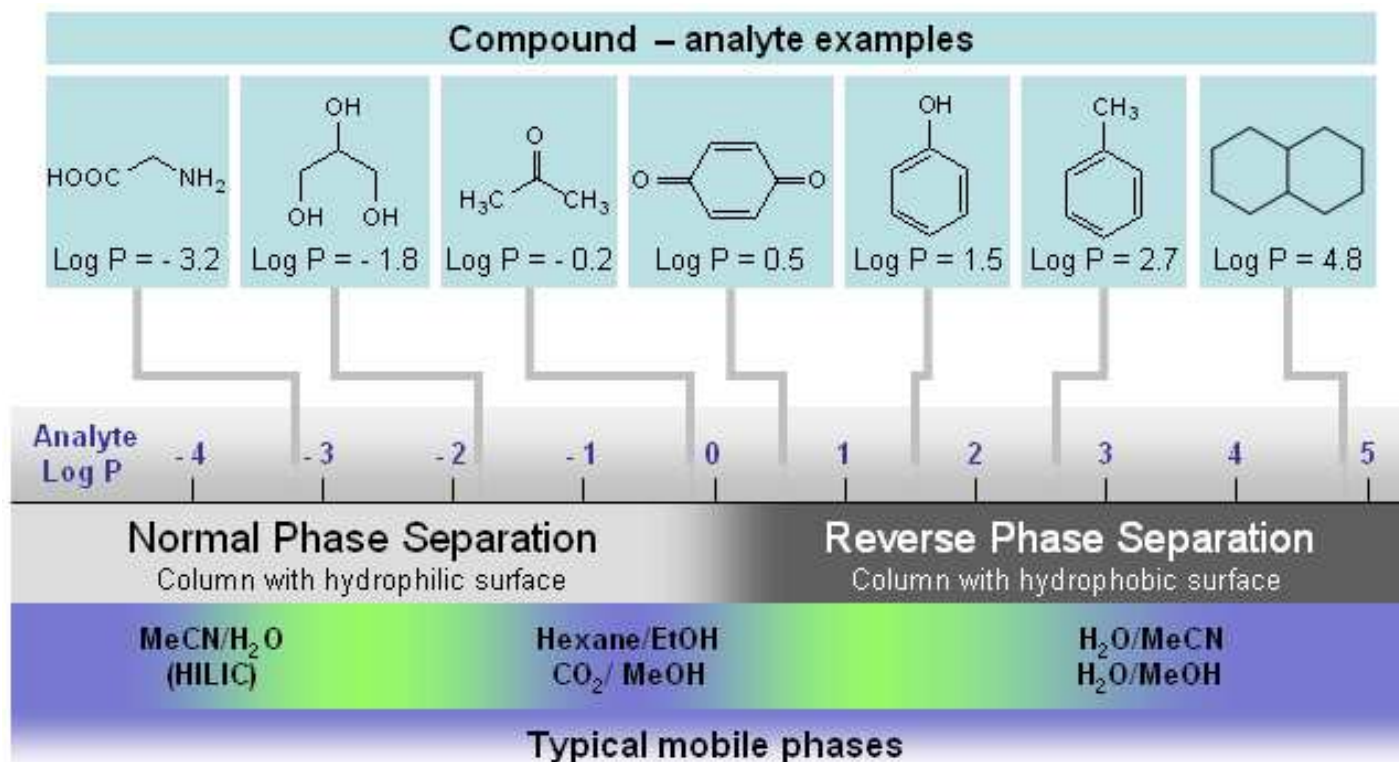 Compound – analyte examples
HOOC NH₂
OH
OH OH
O
H₃C CH₃
O O
OH
CH₃
Log P = - 3.2
Log P = - 1.8
Log P = - 0.2
Log P = 0.5
Log P = 1.5
Log P = 2.7
Log P = 4.8
Analyte
Log P
- 4 - 3 - 2 - 1 0 1 2 3 4 5
Normal Phase Separation
Column with hydrophilic surface
Reverse Phase Separation
Column with hydrophobic surface
MeCN/H₂O
(HILIC)
Hexane/EtOH
CO₂/ MeOH
H₂O/MeCN
H₂O/MeOH
Typical mobile phases